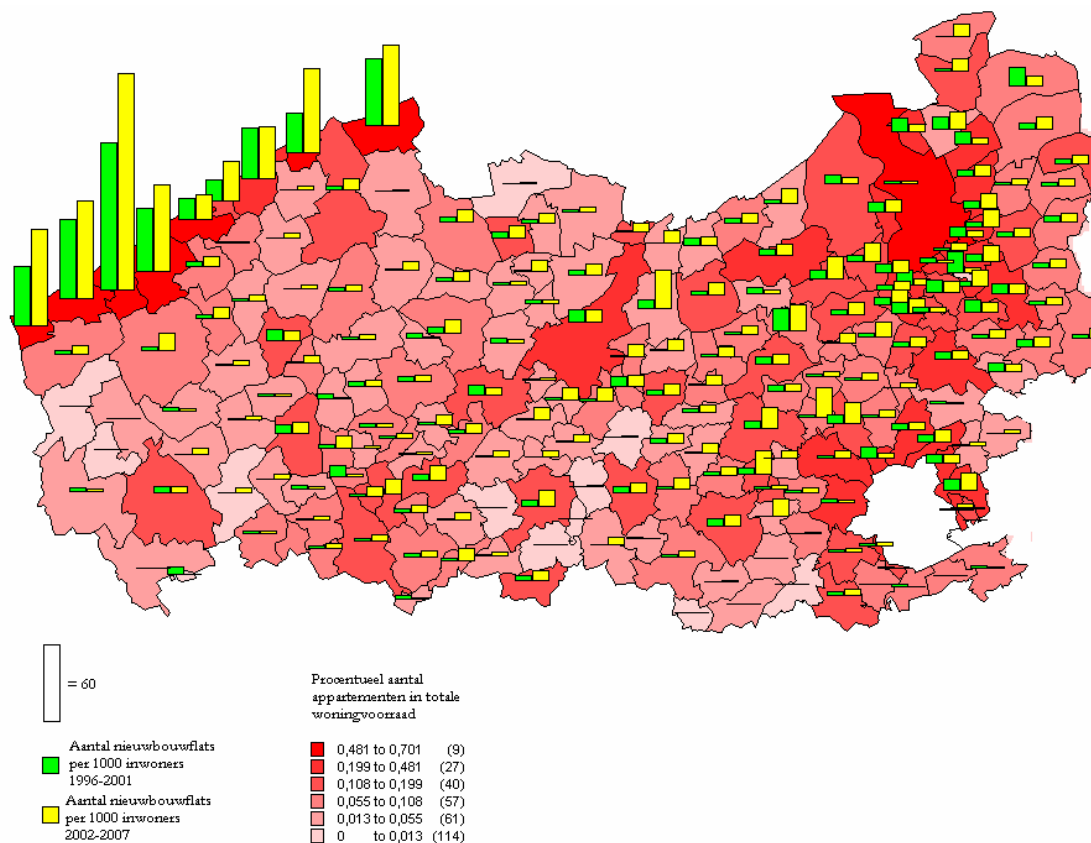 = 60
Aantal nieuwbouwflats
per 1000 inwoners
1996-2001
Aantal nieuwbouwflats
per 1000 inwoners
2002-2007
Procentueel aantal
appartementen in totale
woningvoorraad
0,481 to 0,701 (9)
0,199 to 0,481 (27)
0,108 to 0,199 (40)
0,055 to 0,108 (57)
0,013 to 0,055 (61)
0 to 0,013 (114)